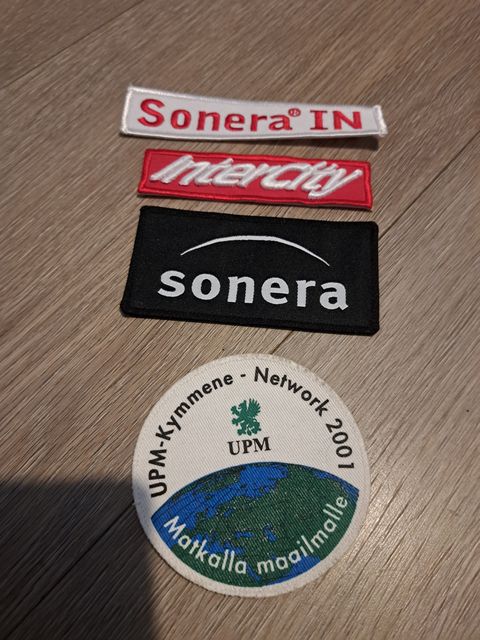 Sonera® IN
InterCity
sonera
UPM-Kymmene - Network 2001
UPM
Matkalla maailmalle